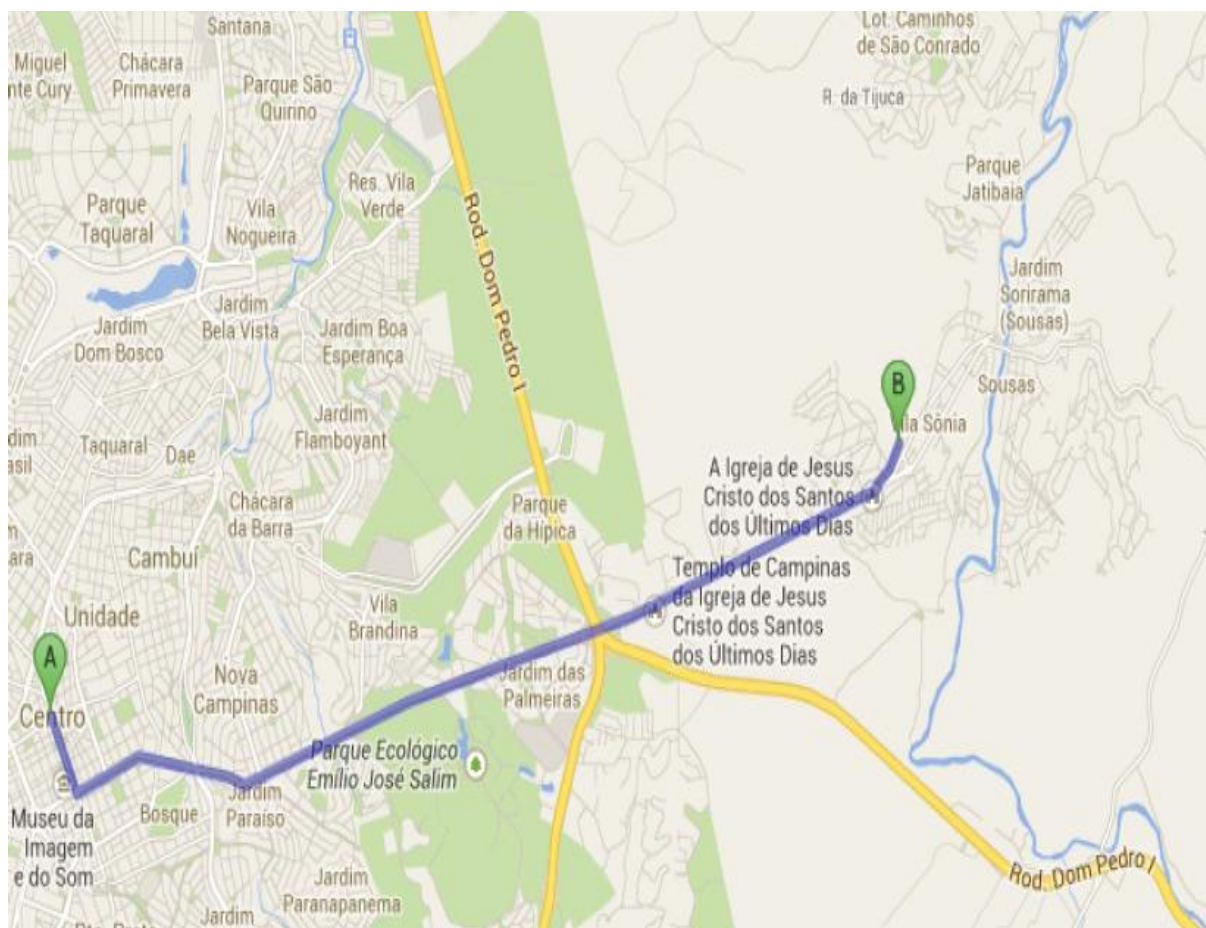 Santana
Lot. Caminhos
de São Conrado
Miguel
nte Cury
Chácara
Primavera
Parque São
Quirino
R. da Tijuca
Parque
Jatibaia
Res. Vila
Verde
Parque
Taquaral
Vila
Nogueira
Rod. Dom Pedro I
Jardim
Sorirama
(Sousas)
Jardim
Bela Vista
Jardim
Dom Bosco
Jardim Boa
Esperança
B
Sousas
Jardim
Flamboyant
dim
asil
Taquaral
Dae
Sônia
A Igreja de Jesus
Cristo dos Santos
dos Últimos Dias
Chácara
da Barra
Parque
da Hípica
m
ara
Cambuí
Templo de Campinas
da Igreja de Jesus
Cristo dos Santos
dos Últimos Dias
Unidade
Vila
Brandina
A
Centro
Nova
Campinas
Jardim das
Palmeiras
Parque Ecológico
Emílio José Salim
Jardim
Paraiso
Bosque
Museu da
Imagem
e do Som
Rod. Dom Pedro I
Jardim
Paranapanema
Jardim